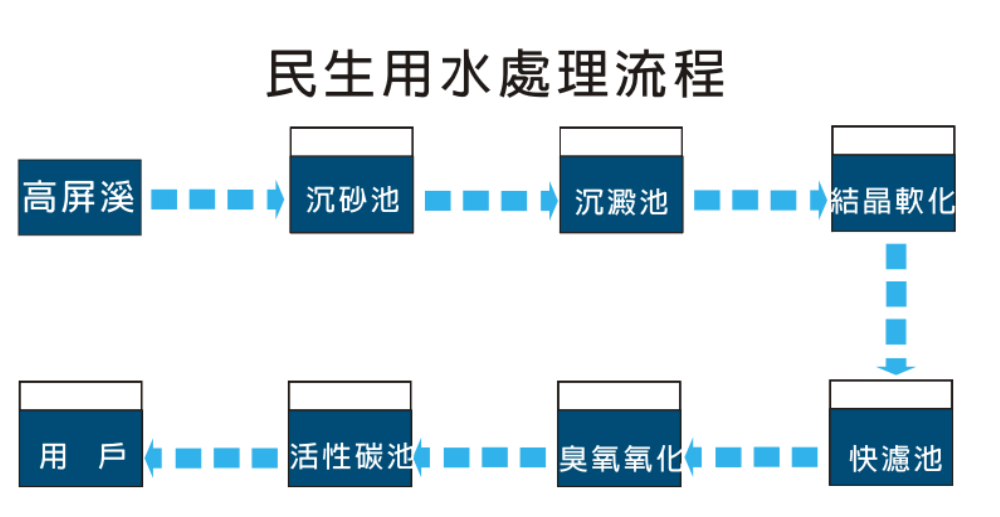 民生用水處理流程
高屏溪
沉砂池
沉澱池
結晶軟化
快濾池
臭氧氧化
活性碳池
用 戶